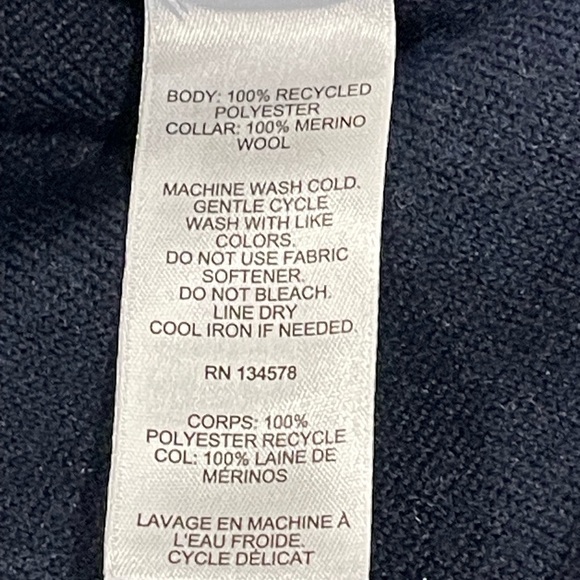 BODY: 100% RECYCLED
POLYESTER
COLLAR: 100% MERINO
WOOL
MACHINE WASH COLD.
GENTLE CYCLE
WASH WITH LIKE
COLORS.
DO NOT USE FABRIC
SOFTENER.
DO NOT BLEACH.
LINE DRY
COOL IRON IF NEEDED.
RN 134578
CORPS: 100%
POLYESTER RECYCLE
COL: 100% LAINE DE
MÉRINOS
LAVAGE EN MACHINE À
L'EAU FROIDE.
CYCLE DÉLICAT